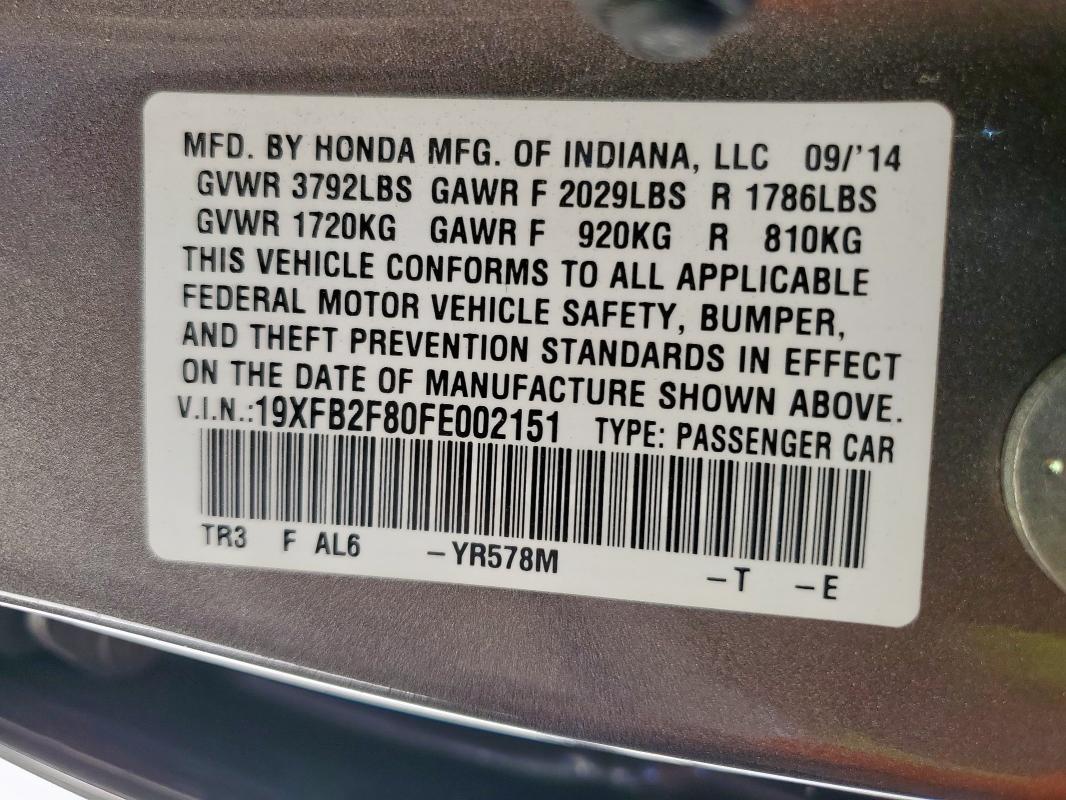 MFD. BY HONDA MFG. OF INDIANA, LLC 09/'14
GVWR 3792LBS GAWR F 2029LBS R 1786LBS
GVWR 1720KG GAWR F 920KG R 810KG
THIS VEHICLE CONFORMS TO ALL APPLICABLE
FEDERAL MOTOR VEHICLE SAFETY, BUMPER,
AND THEFT PREVENTION STANDARDS IN EFFECT
ON THE DATE OF MANUFACTURE SHOWN ABOVE.
V.I.N.:19XFB2F80FE002151 TYPE: PASSENGER CAR
TR3 F AL6 –YR578M –T –E